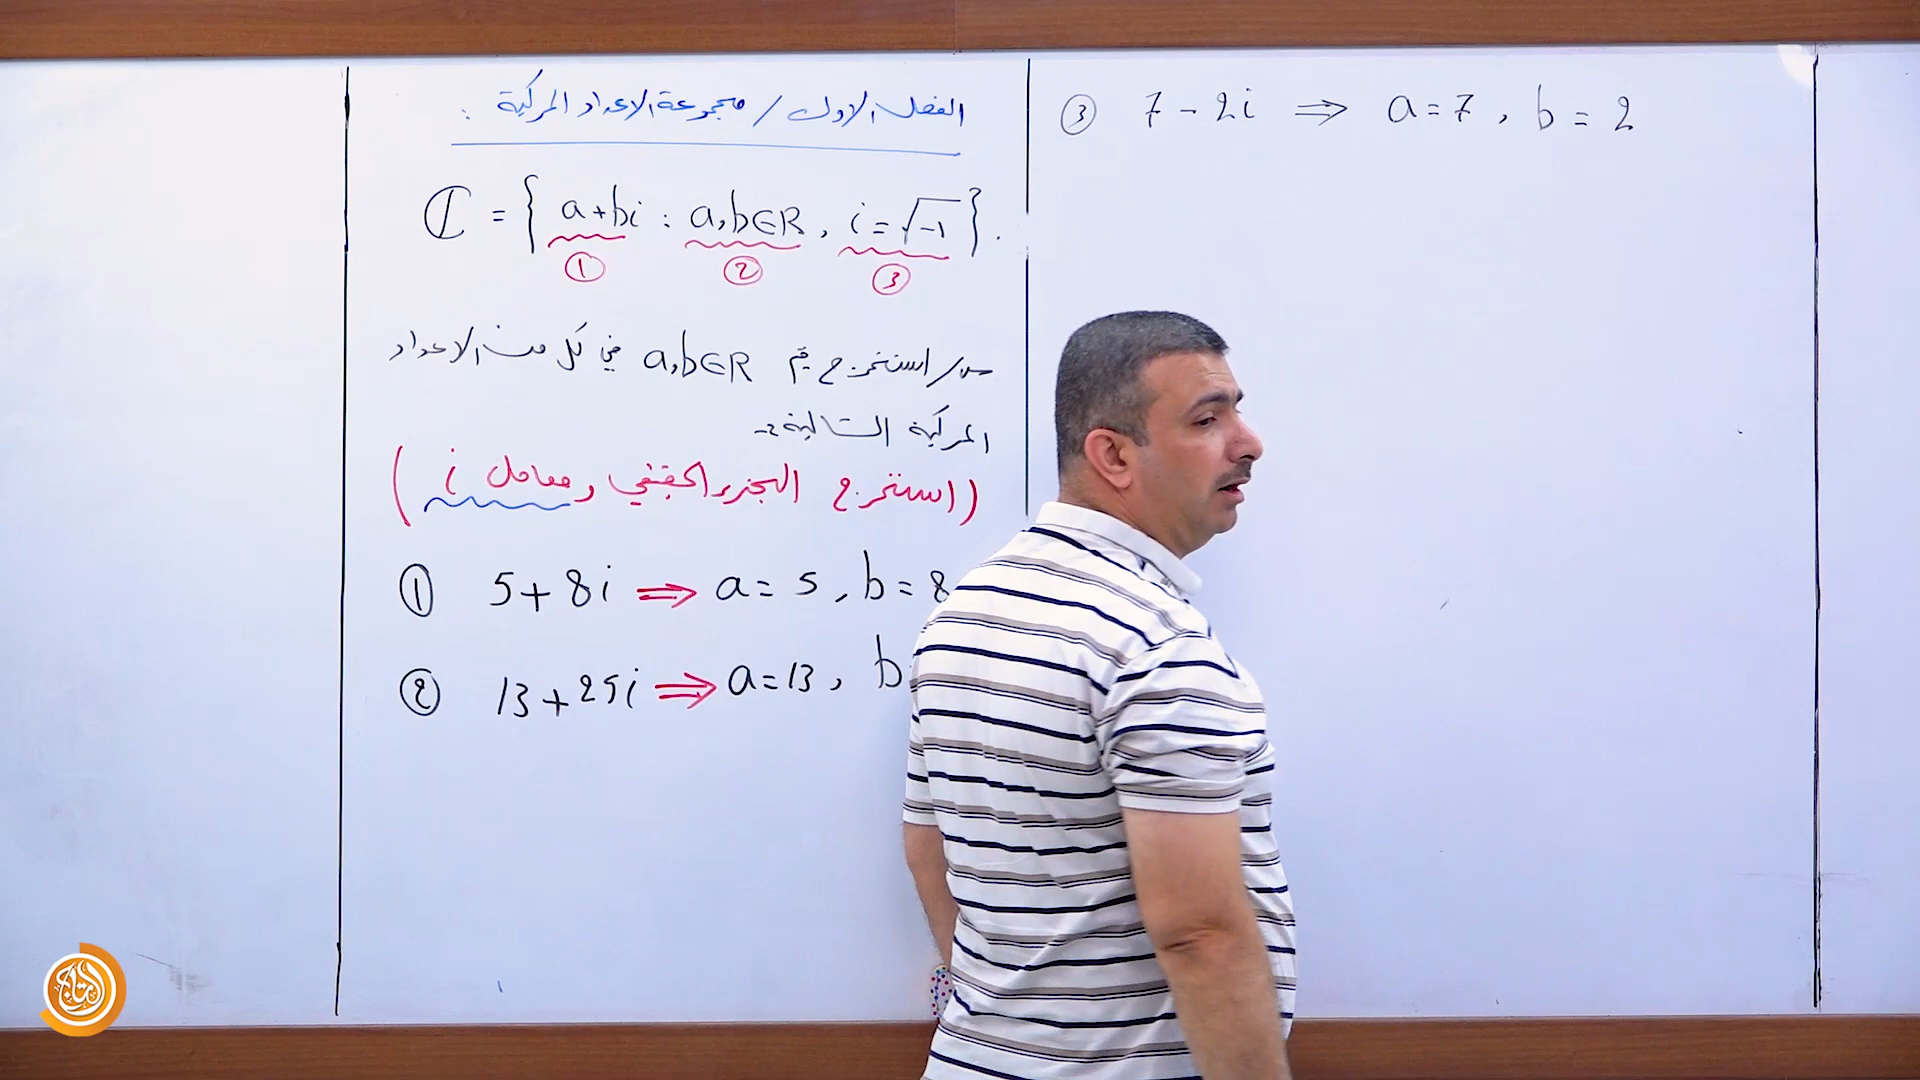 الفصل الاول / مجموعة الاعداد المركبة :
ℂ = { a+bi : a,b∈R , i=√-1 } .
① ② ③
س/ استخرج قيم a,b∈R في كل من الاعداد
المركبة التالية :-
(استخرج الجزء الحقيقي ومعامل i)
① 5+8i ⇒ a=5 , b=8
② 13+25i ⇒ a=13 , b
③ 7-2i ⇒ a=7 , b=2
التاج